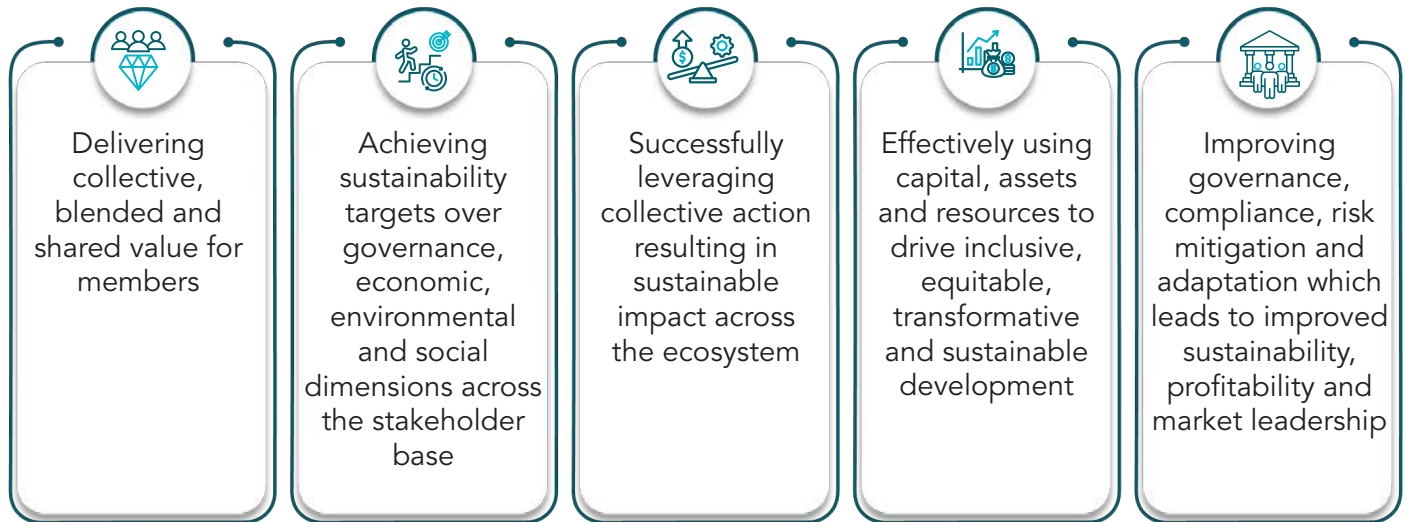 Delivering
collective,
blended and
shared value for
members
Achieving
sustainability
targets over
governance,
economic,
environmental
and social
dimensions across
the stakeholder
base
Successfully
leveraging
collective action
resulting in
sustainable
impact across
the ecosystem
Effectively using
capital, assets
and resources to
drive inclusive,
equitable,
transformative
and sustainable
development
Improving
governance,
compliance, risk
mitigation and
adaptation which
leads to improved
sustainability,
profitability and
market leadership